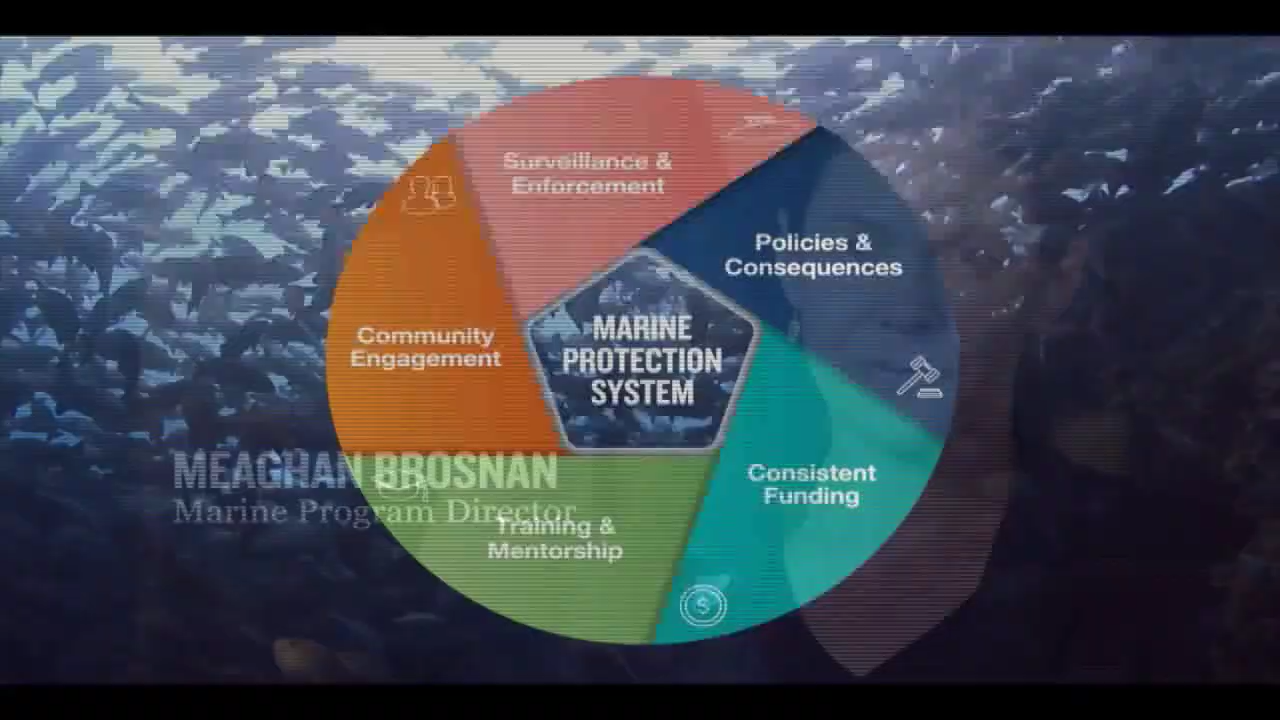 Surveillance &
Enforcement
Policies &
Consequences
Community
Engagement
MARINE
PROTECTION
SYSTEM
MEAGHAN BROSNAN
Marine Program Director
Consistent
Funding
Training &
Mentorship
$